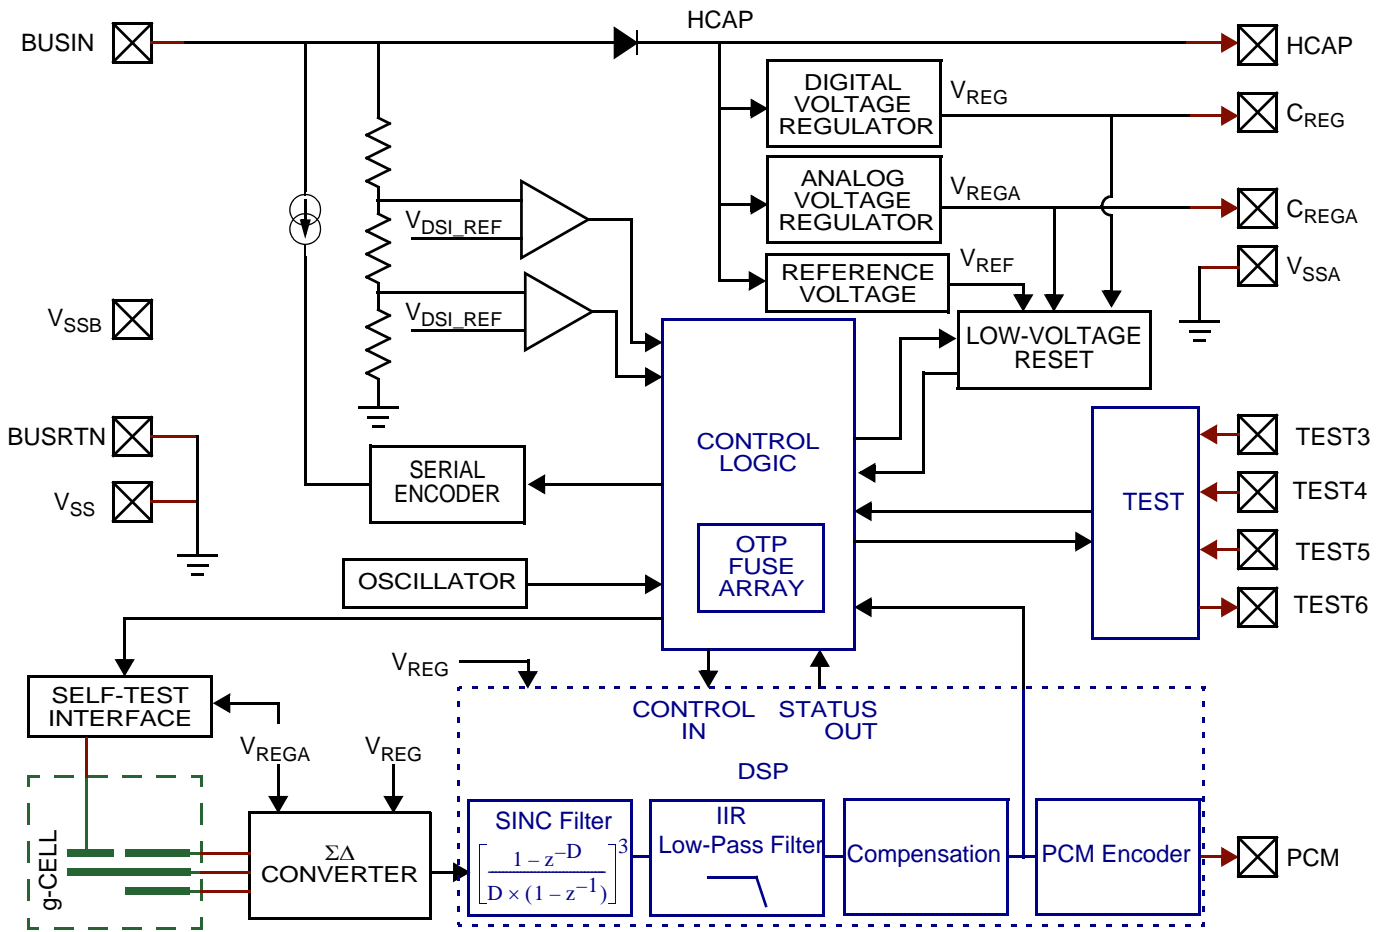 HCAP
BUSIN
HCAP
DIGITAL
VOLTAGE
REGULATOR
VREG
CREG
ANALOG
VOLTAGE
REGULATOR
VREGA
CREGA
VDSI_REF
REFERENCE
VOLTAGE
VREF
VSSA
VSSB
VDSI_REF
LOW-VOLTAGE
RESET
BUSRTN
VSS
SERIAL
ENCODER
CONTROL
LOGIC
OTP
FUSE
ARRAY
TEST
TEST3
TEST4
TEST5
TEST6
OSCILLATOR
VREG
SELF-TEST
INTERFACE
CONTROL
IN
STATUS
OUT
VREGA
VREG
DSP
g-CELL
ΣΔ
CONVERTER
SINC Filter
[(1 – z^–D) / (D × (1 – z^–1))]^3
IIR
Low-Pass Filter
Compensation
PCM Encoder
PCM